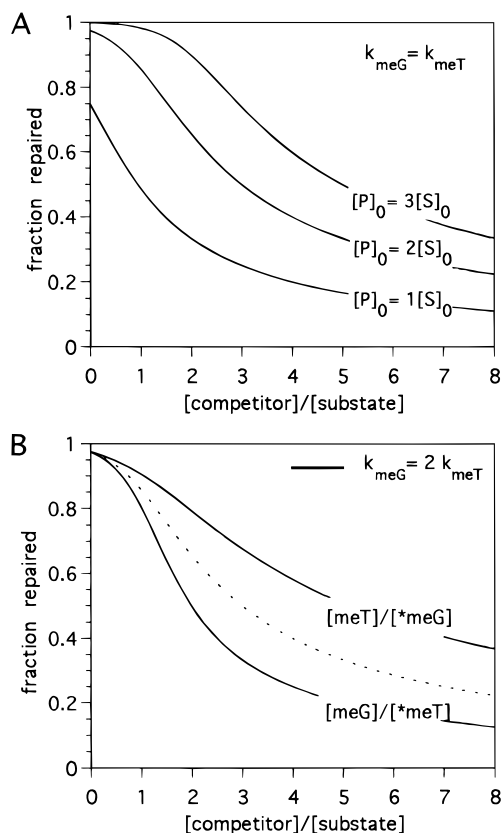 A
k_meG = k_meT
1
0.8
0.6
0.4
0.2
0
fraction repaired
[P]_0 = 3[S]_0
[P]_0 = 2[S]_0
[P]_0 = 1[S]_0
0 1 2 3 4 5 6 7 8
[competitor]/[substate]
B
k_meG = 2 k_meT
1
0.8
0.6
0.4
0.2
0
fraction repaired
[meT]/[*meG]
[meG]/[*meT]
0 1 2 3 4 5 6 7 8
[competitor]/[substate]